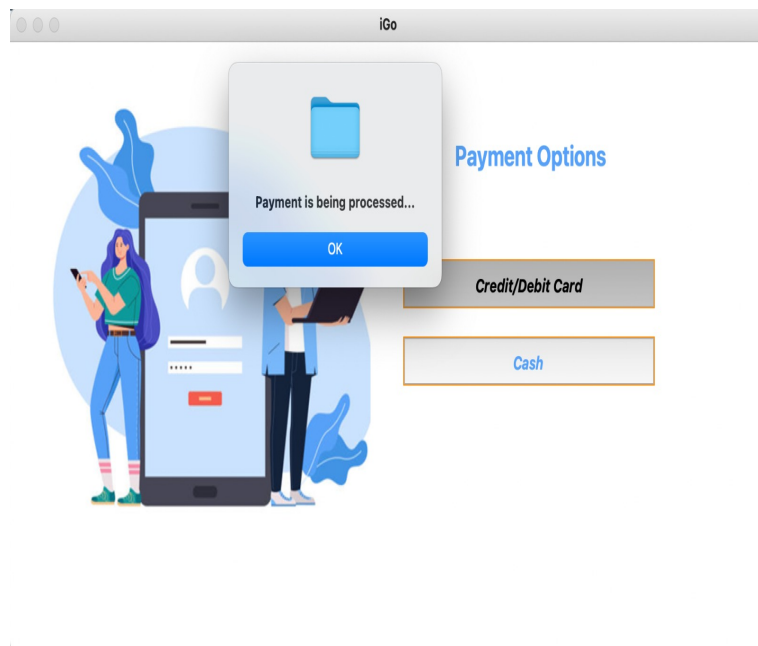 iGo
Payment is being processed...
OK
Payment Options
Credit/Debit Card
Cash